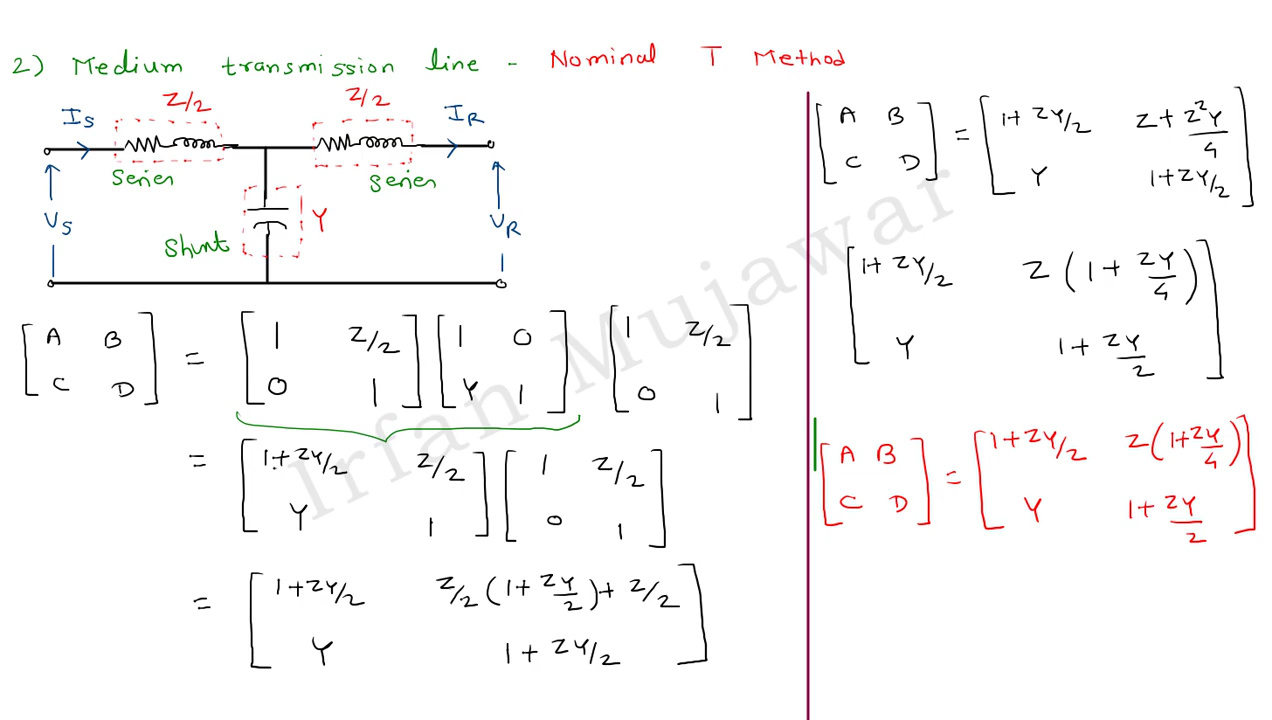 2) Medium transmission line - Nominal T Method
Z/2 Z/2
IS IR
Series Series
VS Shunt Y VR
[A B; C D] = [1 Z/2; 0 1] [1 0; Y 1] [1 Z/2; 0 1]
= [1+ZY/2 Z/2; Y 1] [1 Z/2; 0 1]
= [1+ZY/2 Z/2(1+ZY/2)+Z/2; Y 1+ZY/2]
[A B; C D] = [1+ZY/2 Z+Z²Y/4; Y 1+ZY/2]
[1+ZY/2 Z(1+ZY/4); Y 1+ZY/2]
[A B; C D] = [1+ZY/2 Z(1+ZY/4); Y 1+ZY/2]
Irfan Mujawar